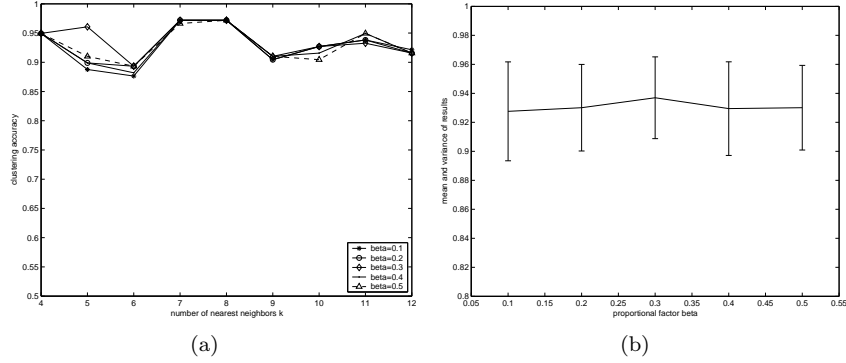 1
0.95
0.9
0.85
0.8
0.75
0.7
0.65
0.6
0.55
0.5
clustering accuracy
beta=0.1
beta=0.2
beta=0.3
beta=0.4
beta=0.5
4 5 6 7 8 9 10 11 12
number of nearest neighbors k
(a)
1
0.98
0.96
0.94
0.92
0.9
0.88
0.86
0.84
0.82
0.8
mean and variance of results
0.05 0.1 0.15 0.2 0.25 0.3 0.35 0.4 0.45 0.5 0.55
proportional factor beta
(b)